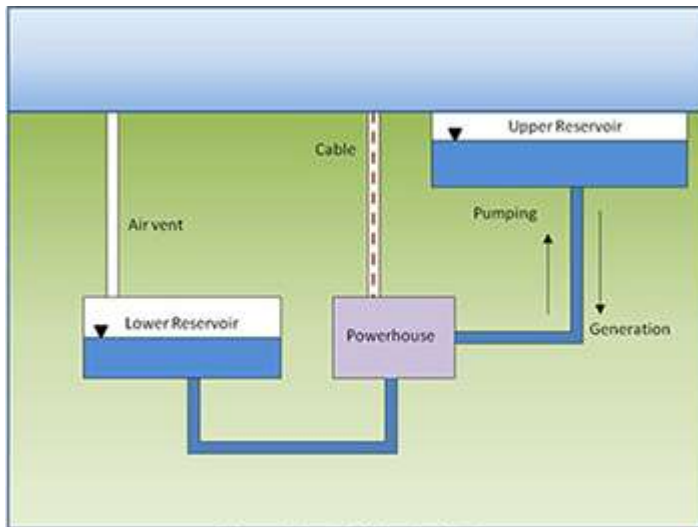 Upper Reservoir
Cable
Pumping
Air vent
Lower Reservoir
Powerhouse
Generation